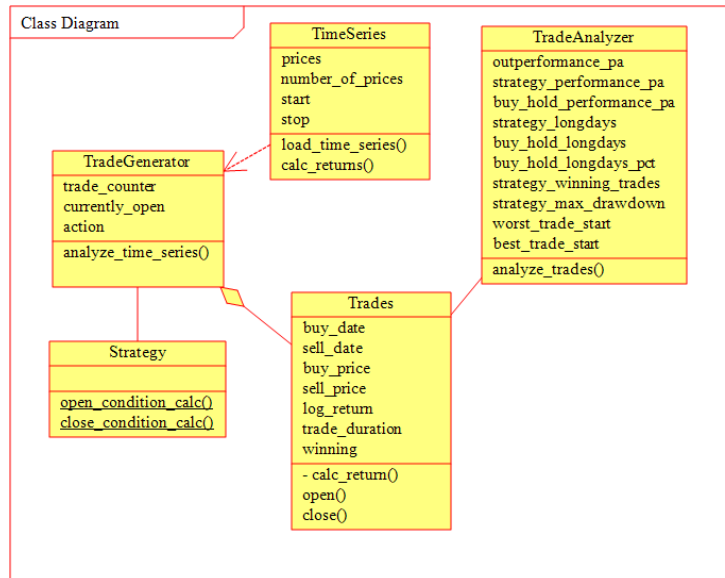 Class Diagram
TimeSeries
prices
number_of_prices
start
stop
load_time_series()
calc_returns()
TradeAnalyzer
outperformance_pa
strategy_performance_pa
buy_hold_performance_pa
strategy_longdays
buy_hold_longdays
buy_hold_longdays_pct
strategy_winning_trades
strategy_max_drawdown
worst_trade_start
best_trade_start
analyze_trades()
TradeGenerator
trade_counter
currently_open
action
analyze_time_series()
Strategy
open_condition_calc()
close_condition_calc()
Trades
buy_date
sell_date
buy_price
sell_price
log_return
trade_duration
winning
- calc_return()
open()
close()